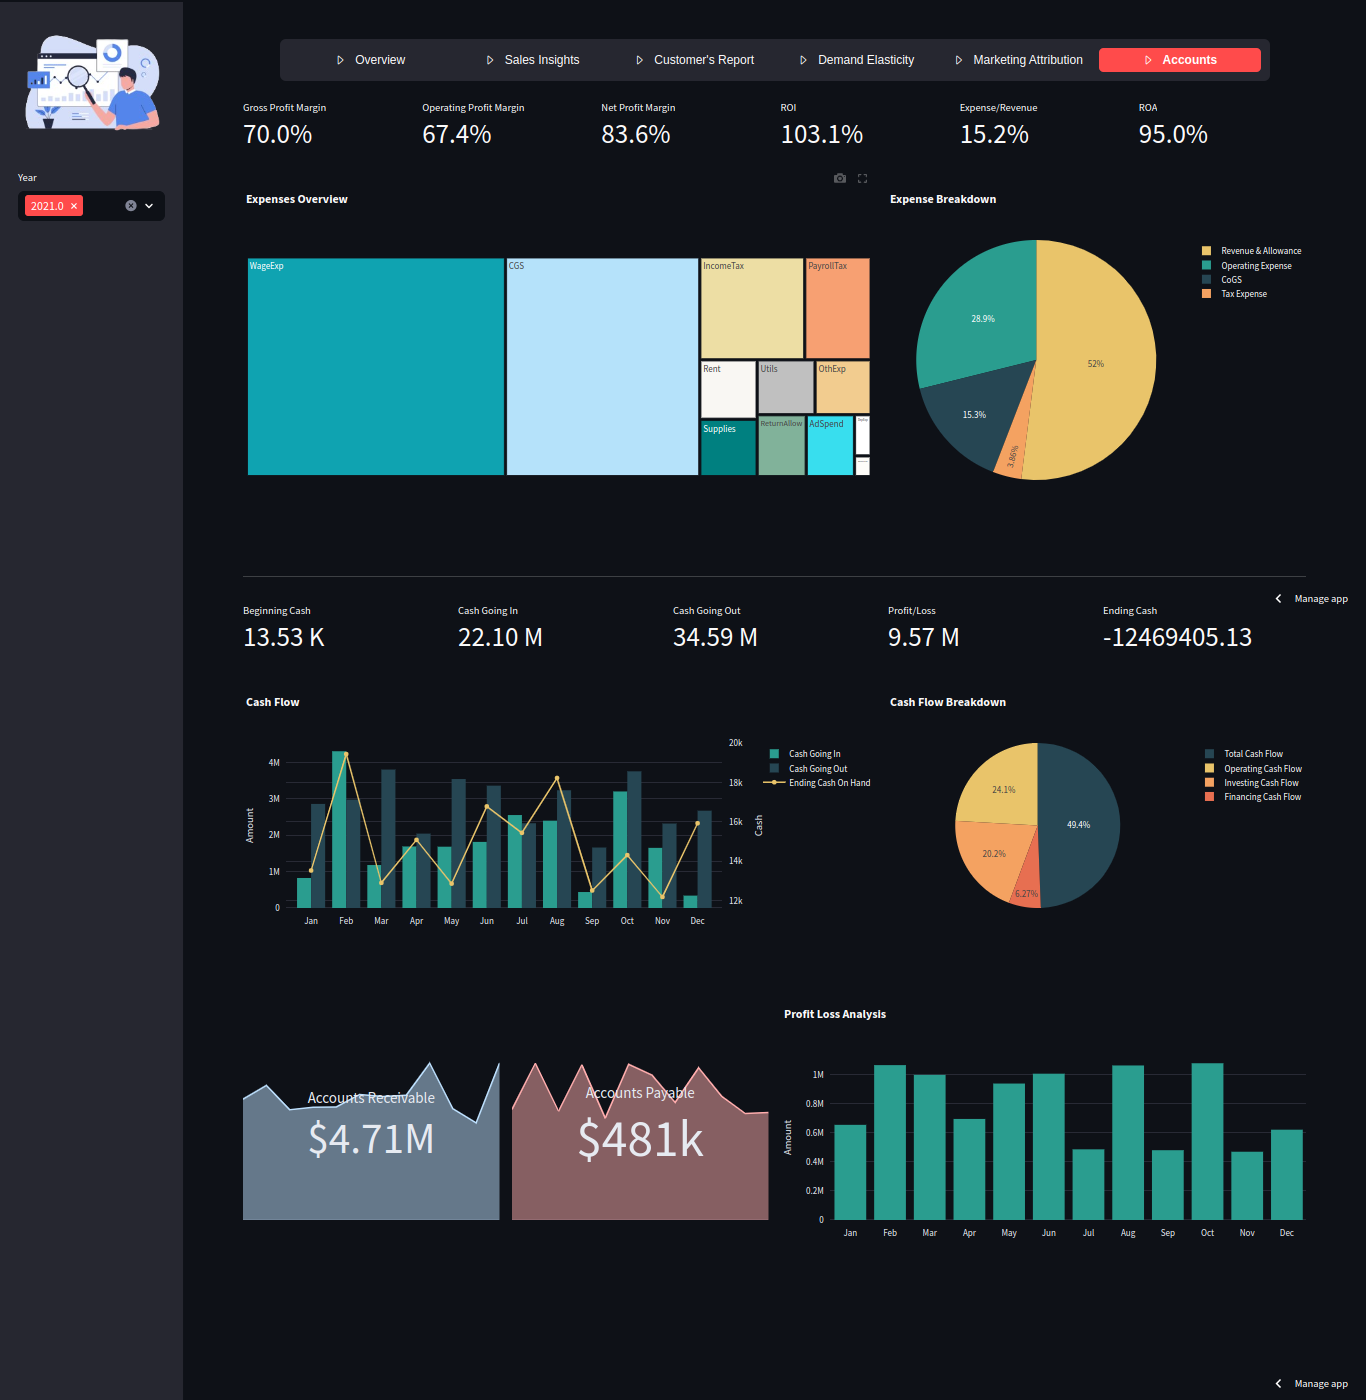 Overview
Sales Insights
Customer's Report
Demand Elasticity
Marketing Attribution
Accounts
Year
2021.0
Gross Profit Margin
70.0%
Operating Profit Margin
67.4%
Net Profit Margin
83.6%
ROI
103.1%
Expense/Revenue
15.2%
ROA
95.0%
Expenses Overview
WageExp
CGS
IncomeTax
PayrollTax
Rent
Utils
OthExp
Supplies
ReturnAllow
AdSpend
Expense Breakdown
28.9%
52%
15.3%
3.86%
Revenue & Allowance
Operating Expense
CoGS
Tax Expense
Manage app
Beginning Cash
13.53 K
Cash Going In
22.10 M
Cash Going Out
34.59 M
Profit/Loss
9.57 M
Ending Cash
-12469405.13
Cash Flow
Amount
4M
3M
2M
1M
0
Jan Feb Mar Apr May Jun Jul Aug Sep Oct Nov Dec
20k
18k
16k
14k
12k
Cash
Cash Going In
Cash Going Out
Ending Cash On Hand
Cash Flow Breakdown
24.1%
49.4%
20.2%
6.27%
Total Cash Flow
Operating Cash Flow
Investing Cash Flow
Financing Cash Flow
Accounts Receivable
$4.71M
Accounts Payable
$481k
Profit Loss Analysis
Amount
1M
0.8M
0.6M
0.4M
0.2M
0
Jan Feb Mar Apr May Jun Jul Aug Sep Oct Nov Dec
Manage app